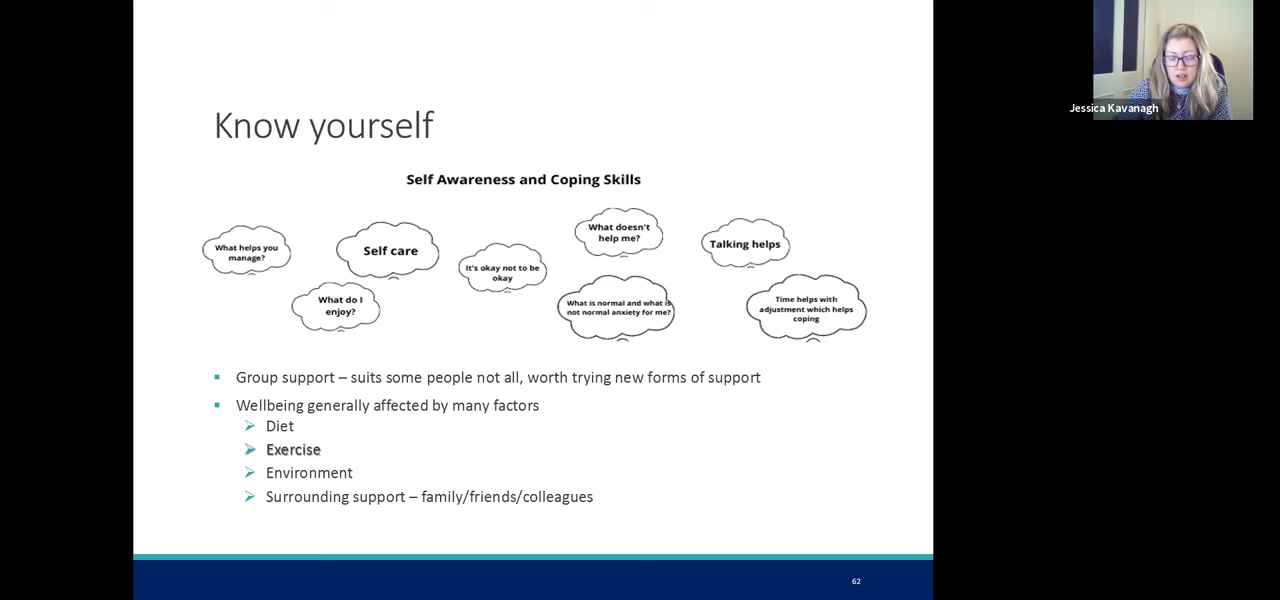 Jessica Kavanagh
Know yourself
Self Awareness and Coping Skills
What helps you
manage?
Self care
What do I
enjoy?
It's okay not to be
okay
What doesn't
help me?
What is normal and what is
not normal anxiety for me?
Talking helps
Time helps with
adjustment which helps
coping
Group support – suits some people not all, worth trying new forms of support
Wellbeing generally affected by many factors
Diet
Exercise
Environment
Surrounding support – family/friends/colleagues
62